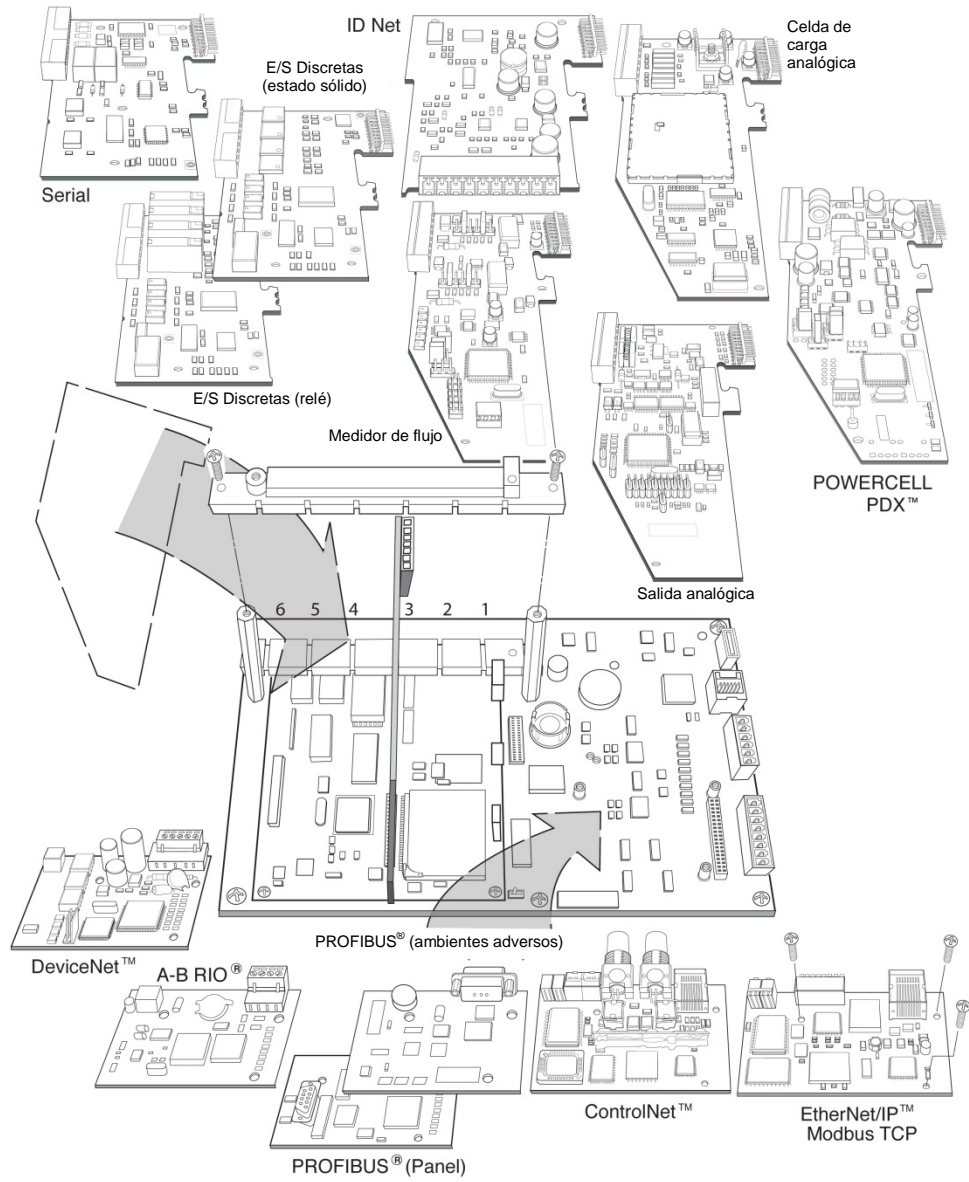 ID Net
Celda de
carga
analógica
E/S Discretas
(estado sólido)
Serial
E/S Discretas (relé)
Medidor de flujo
POWERCELL
PDX™
Salida analógica
6 5 4 3 2 1
PROFIBUS® (ambientes adversos)
DeviceNet™
A-B RIO®
ControlNet™
EtherNet/IP™
Modbus TCP
PROFIBUS® (Panel)